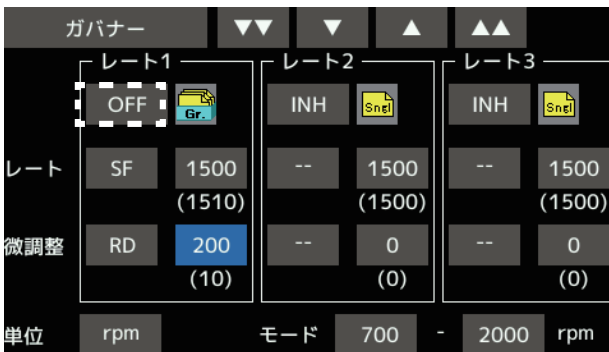 ガバナー ▼▼ ▼ ▲ ▲▲
レート1 レート2 レート3
OFF Gr. INH Sngl INH Sngl
レート SF 1500 -- 1500 -- 1500
(1510) (1500) (1500)
微調整 RD 200 -- 0 -- 0
(10) (0) (0)
単位 rpm モード 700 - 2000 rpm